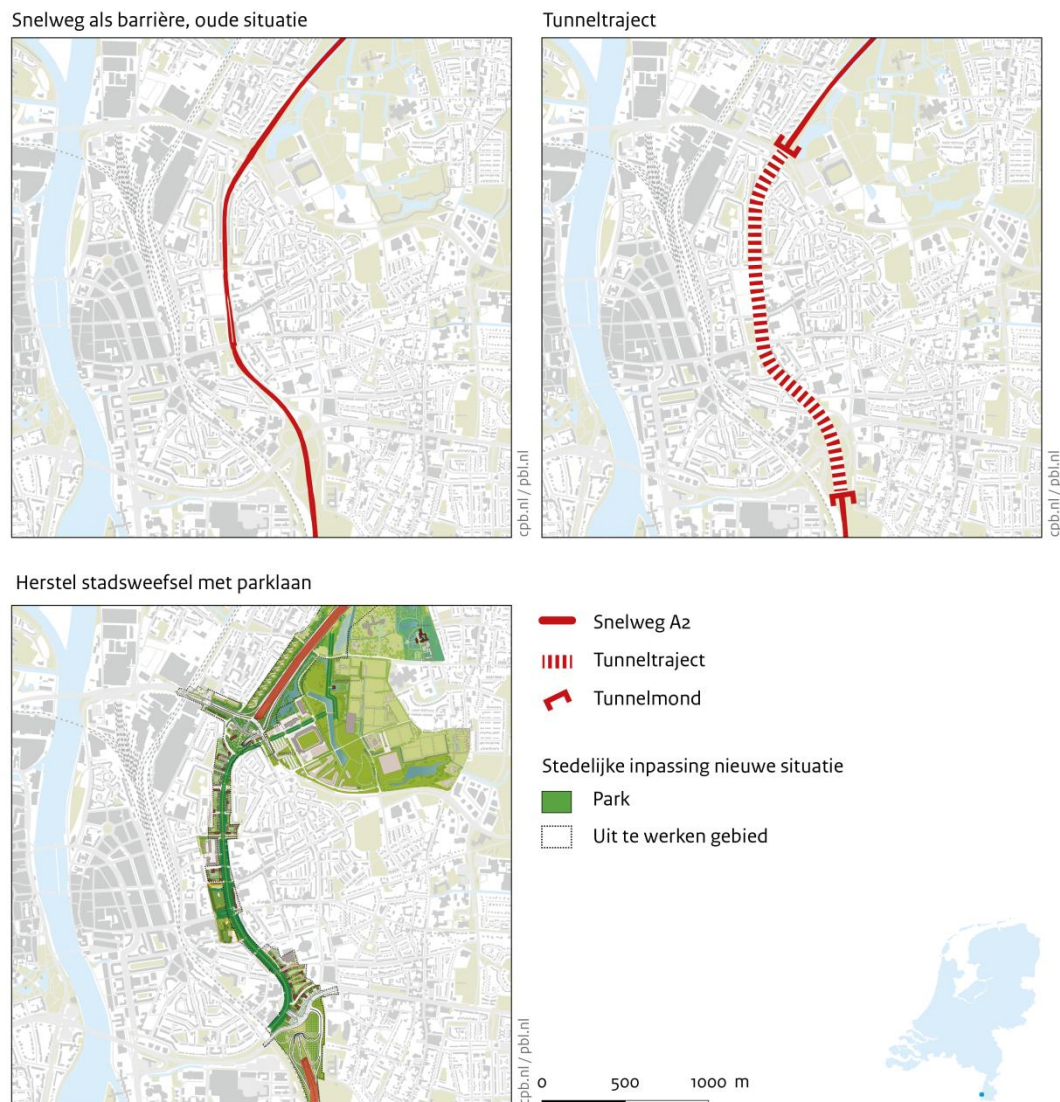 Snelweg als barrière, oude situatie
Tunneltraject
cpb.nl / pbl.nl
cpb.nl / pbl.nl
Herstel stadsweefsel met parklaan
Snelweg A2
Tunneltraject
Tunnelmond
Stedelijke inpassing nieuwe situatie
Park
Uit te werken gebied
cpb.nl / pbl.nl
0 500 1000 m